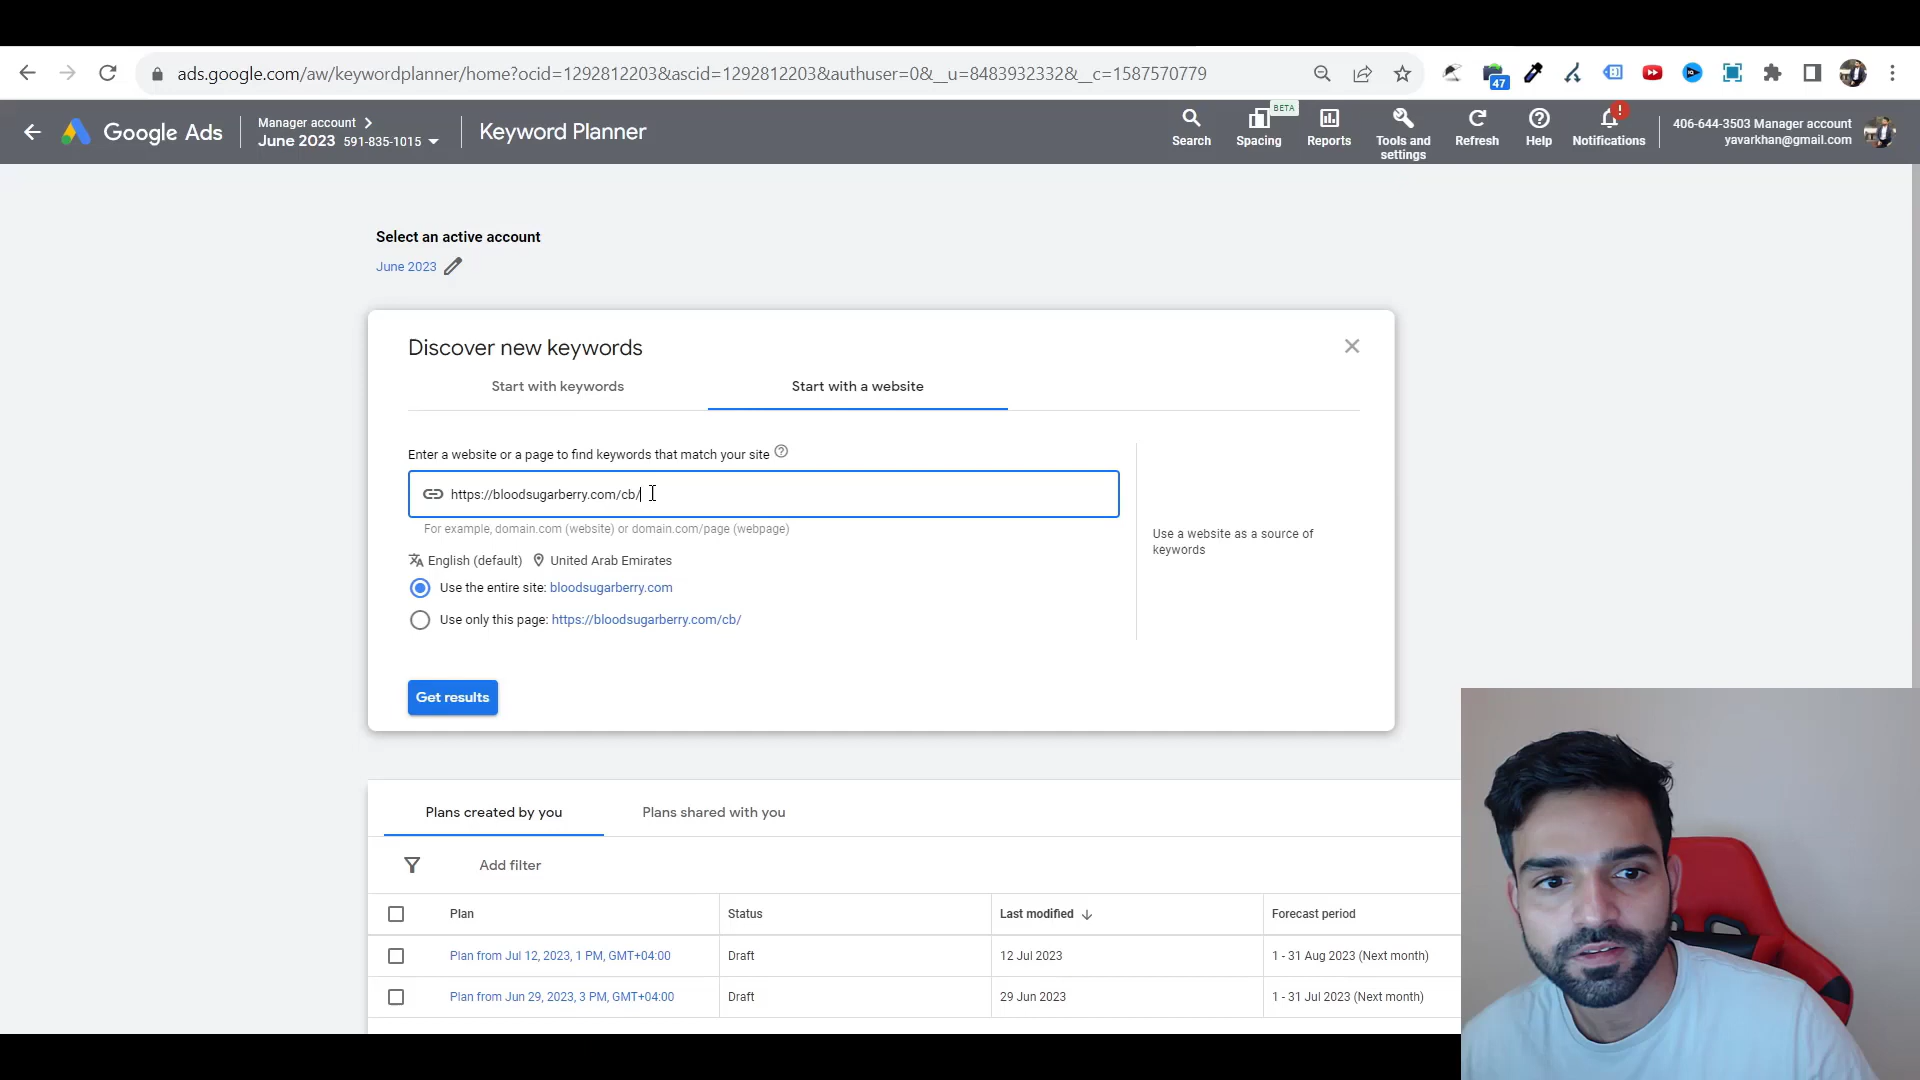 ads.google.com/aw/keywordplanner/home?ocid=1292812203&ascid=1292812203&authuser=0&__u=8483932332&__c=1587570779
47
Google Ads
Manager account
June 2023 591-835-1015
Keyword Planner
Search
BETA
Spacing
Reports
Tools and
settings
Refresh
Help
!
Notifications
406-644-3503 Manager account
yavarkhan@gmail.com
Select an active account
June 2023
Discover new keywords
Start with keywords
Start with a website
Enter a website or a page to find keywords that match your site
https://bloodsugarberry.com/cb/
For example, domain.com (website) or domain.com/page (webpage)
Use a website as a source of
keywords
English (default) United Arab Emirates
Use the entire site: bloodsugarberry.com
Use only this page: https://bloodsugarberry.com/cb/
Get results
Plans created by you
Plans shared with you
Add filter
Plan Status Last modified Forecast period
Plan from Jul 12, 2023, 1 PM, GMT+04:00 Draft 12 Jul 2023 1 - 31 Aug 2023 (Next month)
Plan from Jun 29, 2023, 3 PM, GMT+04:00 Draft 29 Jun 2023 1 - 31 Jul 2023 (Next month)